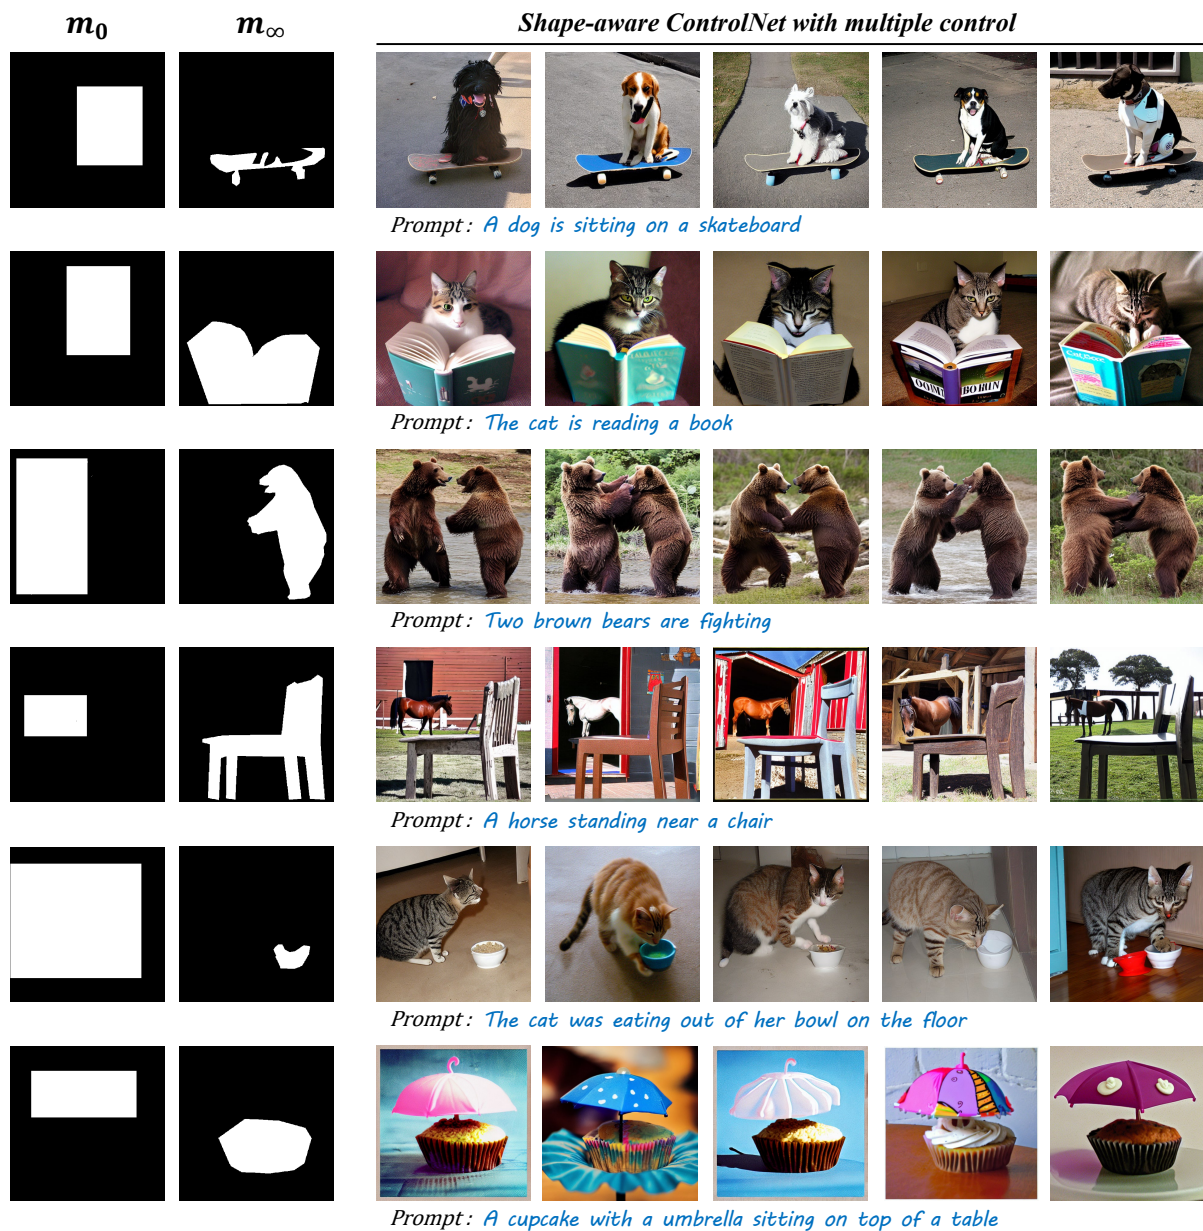 m₀ m∞ Shape-aware ControlNet with multiple control
Prompt: A dog is sitting on a skateboard
Prompt: The cat is reading a book
Prompt: Two brown bears are fighting
Prompt: A horse standing near a chair
Prompt: The cat was eating out of her bowl on the floor
Prompt: A cupcake with a umbrella sitting on top of a table